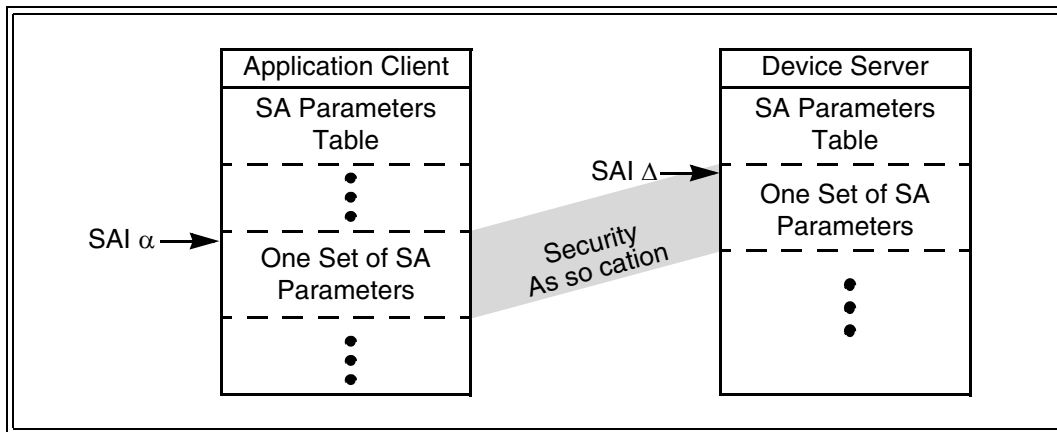 Application Client
SA Parameters
Table
SAI α
One Set of SA
Parameters
Security
As so cation
Device Server
SA Parameters
Table
SAI Δ
One Set of SA
Parameters